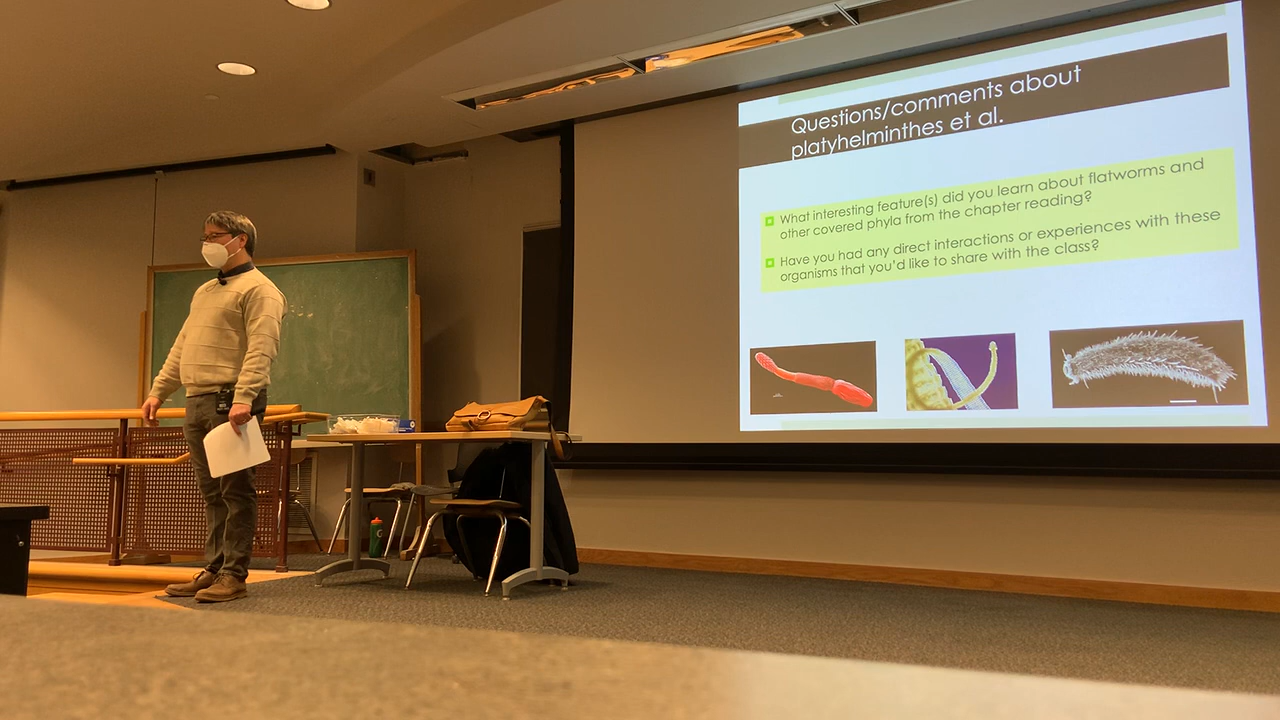 Questions/comments about
platyhelminthes et al.
What interesting feature(s) did you learn about flatworms and
other covered phyla from the chapter reading?
Have you had any direct interactions or experiences with these
organisms that you'd like to share with the class?